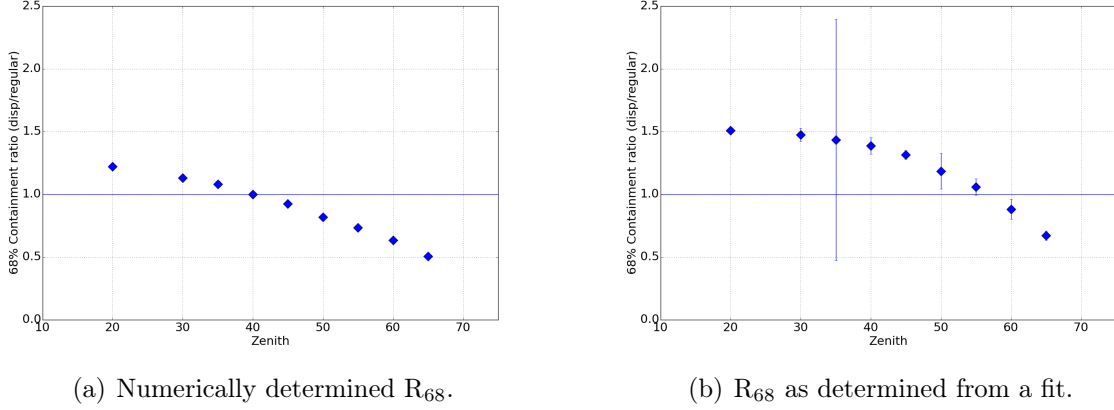 2.5
2.0
1.5
1.0
0.5
0.0
68% Containment ratio (disp/regular)
10 20 30 40 50 60 70
Zenith
(a) Numerically determined R₆₈.
2.5
2.0
1.5
1.0
0.5
0.0
68% Containment ratio (disp/regular)
10 20 30 40 50 60 70
Zenith
(b) R₆₈ as determined from a fit.